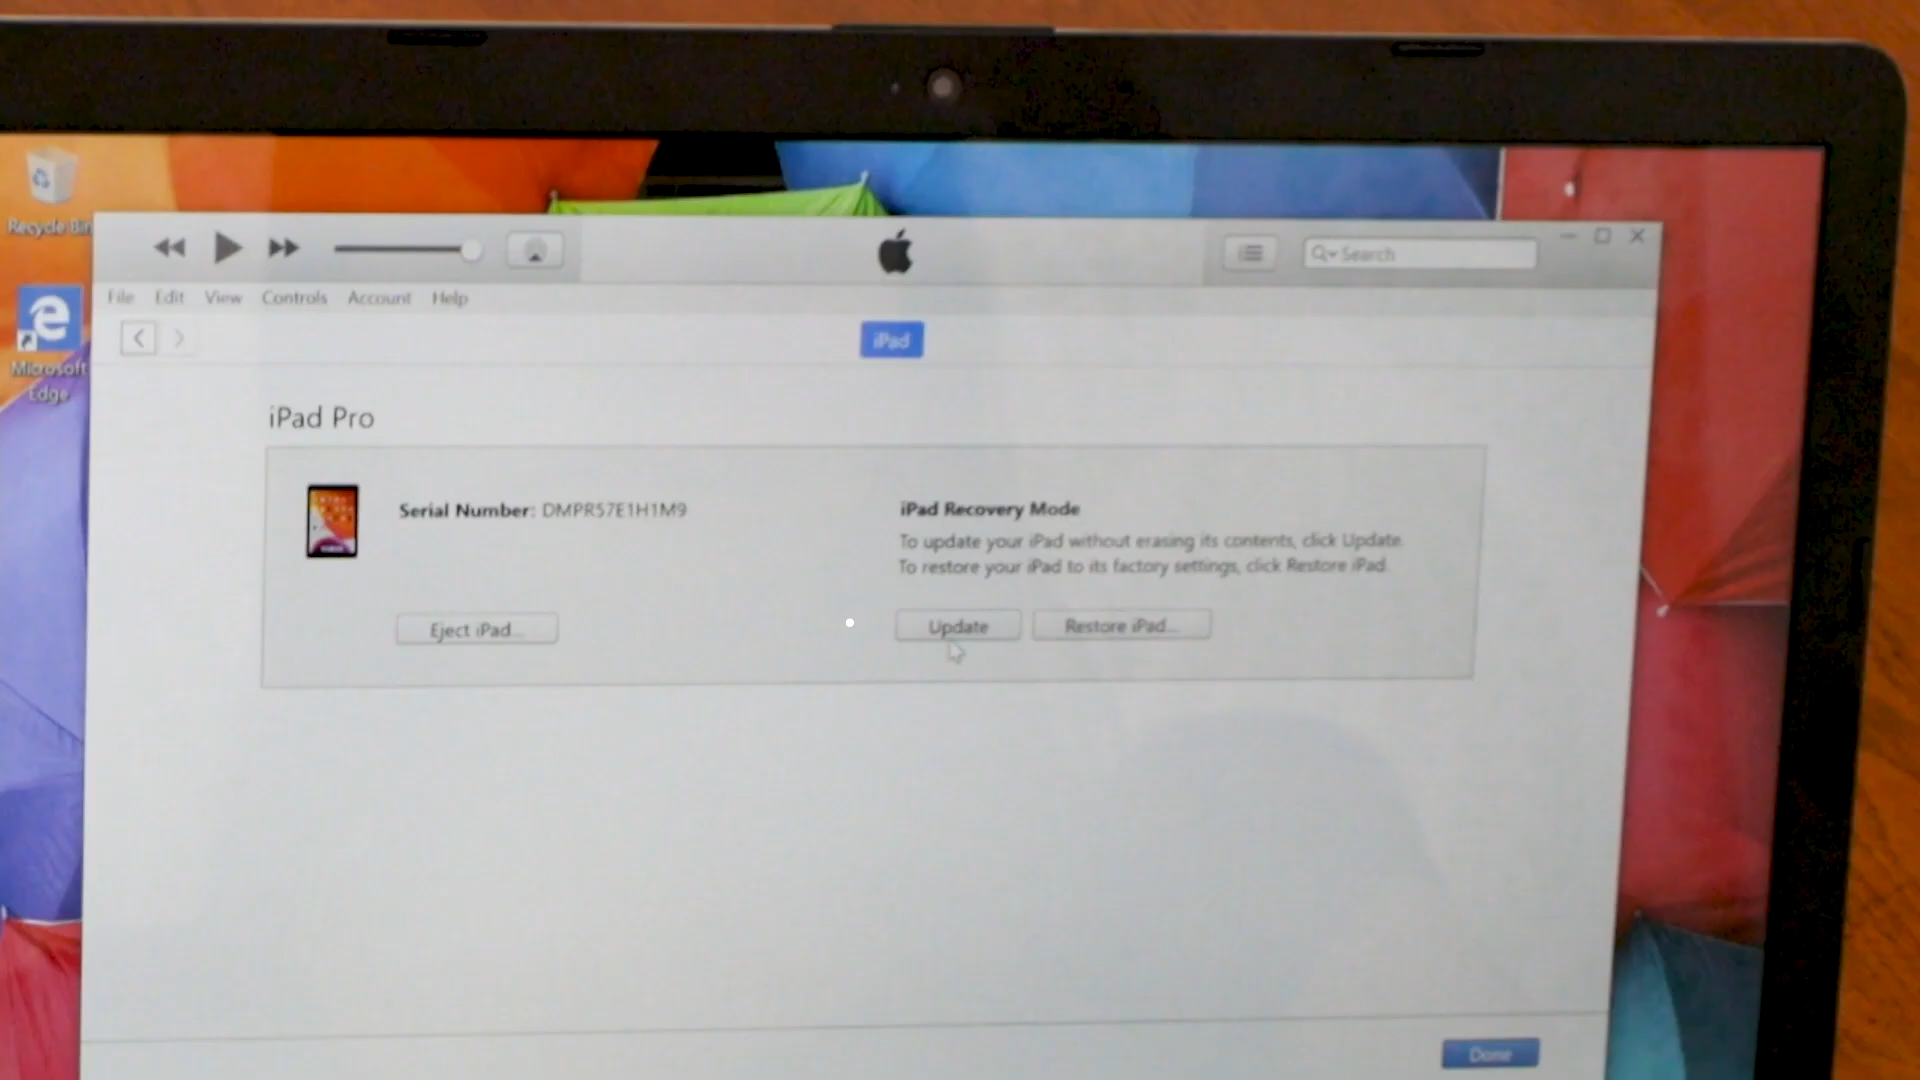 Recycle Bin
Search
File Edit View Controls Account Help
iPad
Microsoft
Edge
iPad Pro
Serial Number: DMPR57E1H1M9
iPad Recovery Mode
To update your iPad without erasing its contents, click Update.
To restore your iPad to its factory settings, click Restore iPad.
Eject iPad...
Update
Restore iPad...
Done